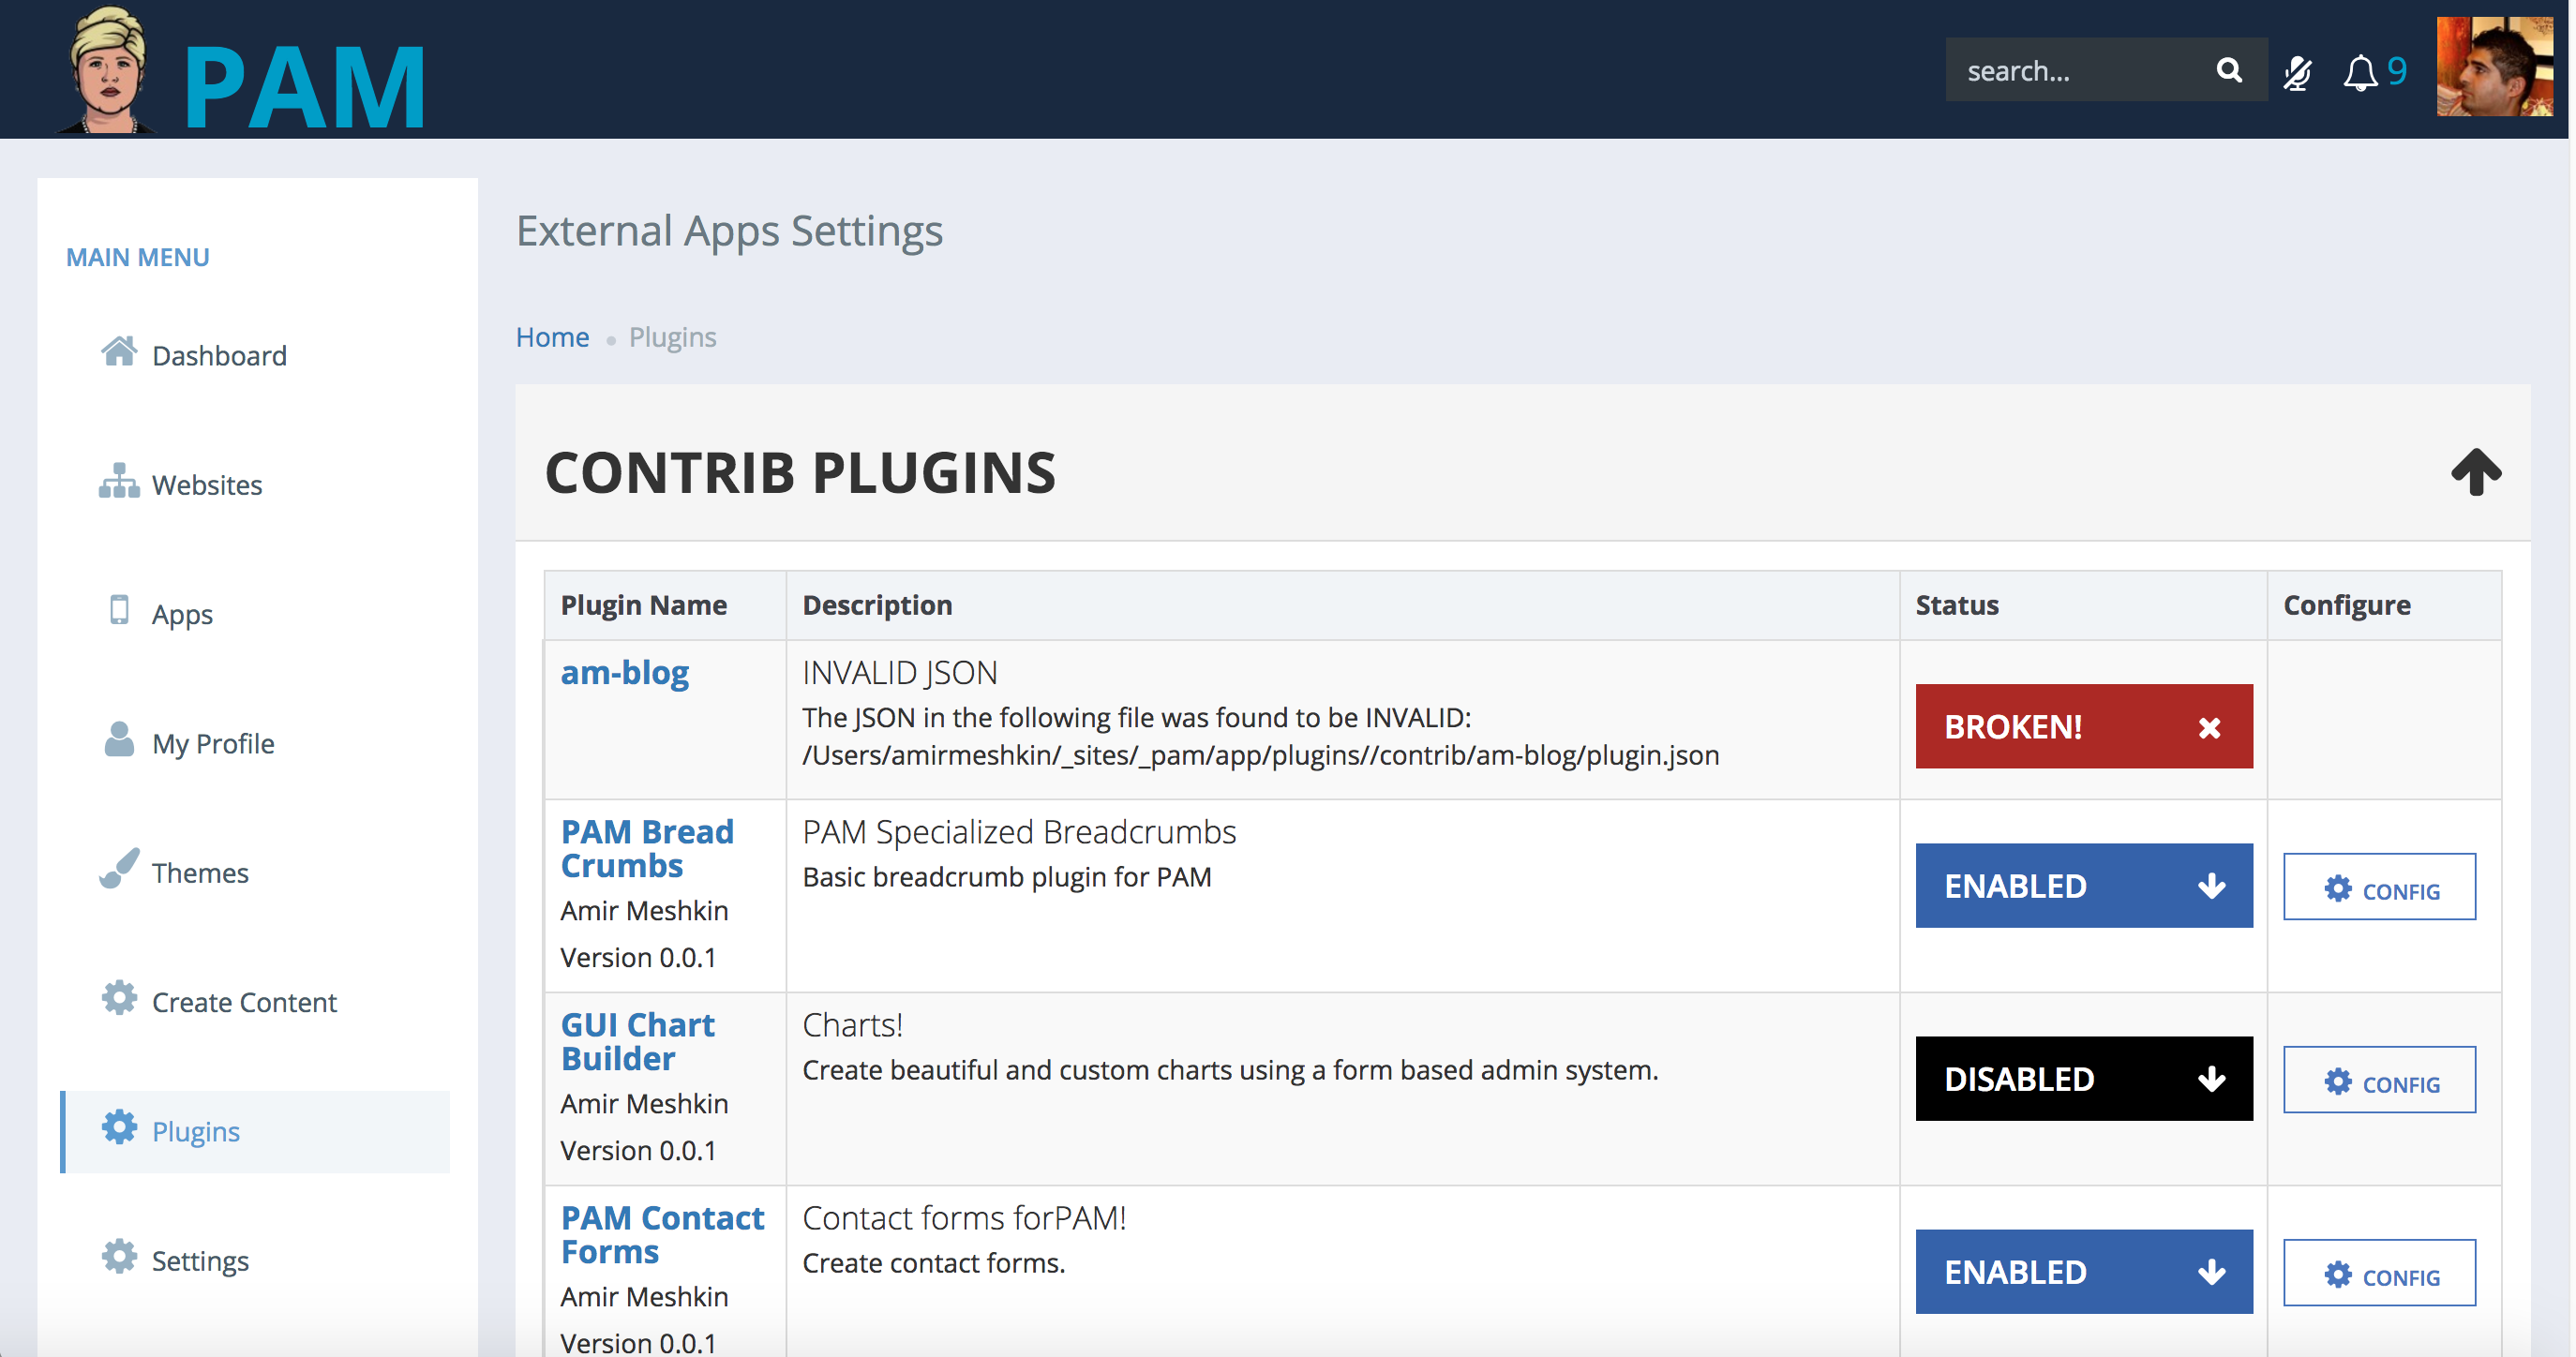 PAM
search...
9
MAIN MENU
Dashboard
Websites
Apps
My Profile
Themes
Create Content
Plugins
Settings
External Apps Settings
Home • Plugins
CONTRIB PLUGINS
Plugin Name Description Status Configure
am-blog
INVALID JSON
The JSON in the following file was found to be INVALID:
/Users/amirmeshkin/_sites/_pam/app/plugins//contrib/am-blog/plugin.json
BROKEN!
PAM Bread
Crumbs
Amir Meshkin
Version 0.0.1
PAM Specialized Breadcrumbs
Basic breadcrumb plugin for PAM
ENABLED
CONFIG
GUI Chart
Builder
Amir Meshkin
Version 0.0.1
Charts!
Create beautiful and custom charts using a form based admin system.
DISABLED
CONFIG
PAM Contact
Forms
Amir Meshkin
Version 0.0.1
Contact forms forPAM!
Create contact forms.
ENABLED
CONFIG